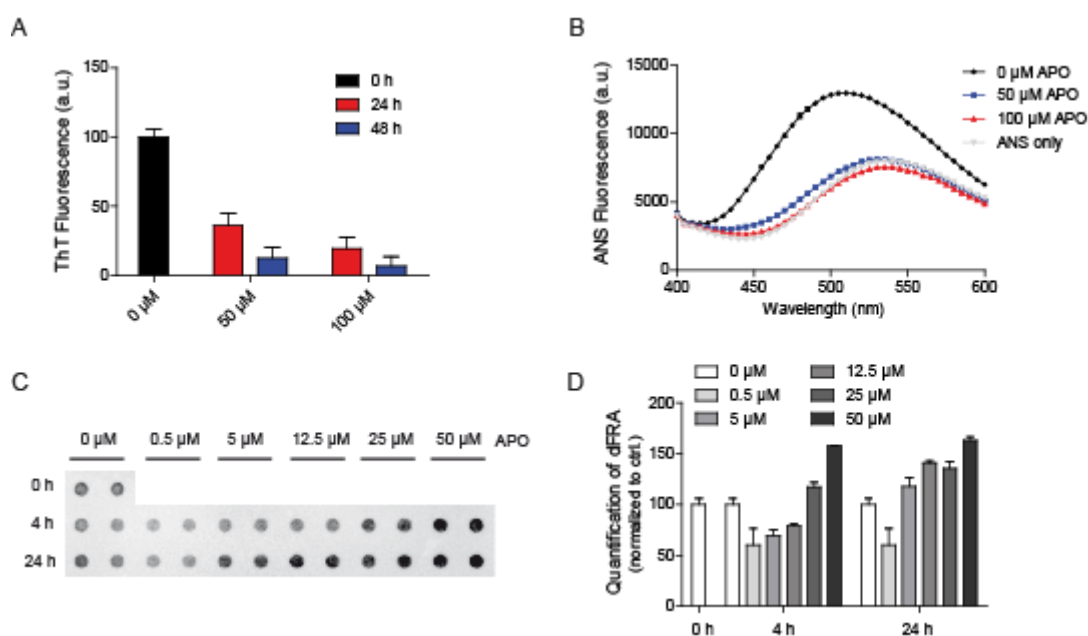 A
ThT Fluorescence (a.u.)
150
100
50
0
0 h
24 h
48 h
0 µM
50 µM
100 µM
B
ANS Fluorescence (a.u.)
15000
10000
5000
0
400
450
500
550
600
Wavelength (nm)
0 µM APO
50 µM APO
100 µM APO
ANS only
C
0 µM 0.5 µM 5 µM 12.5 µM 25 µM 50 µM APO
0 h
4 h
24 h
D
0 µM 12.5 µM
0.5 µM 25 µM
5 µM 50 µM
Quantification of dFRA
(normalized to ctrl.)
200
150
100
50
0
0 h 4 h 24 h